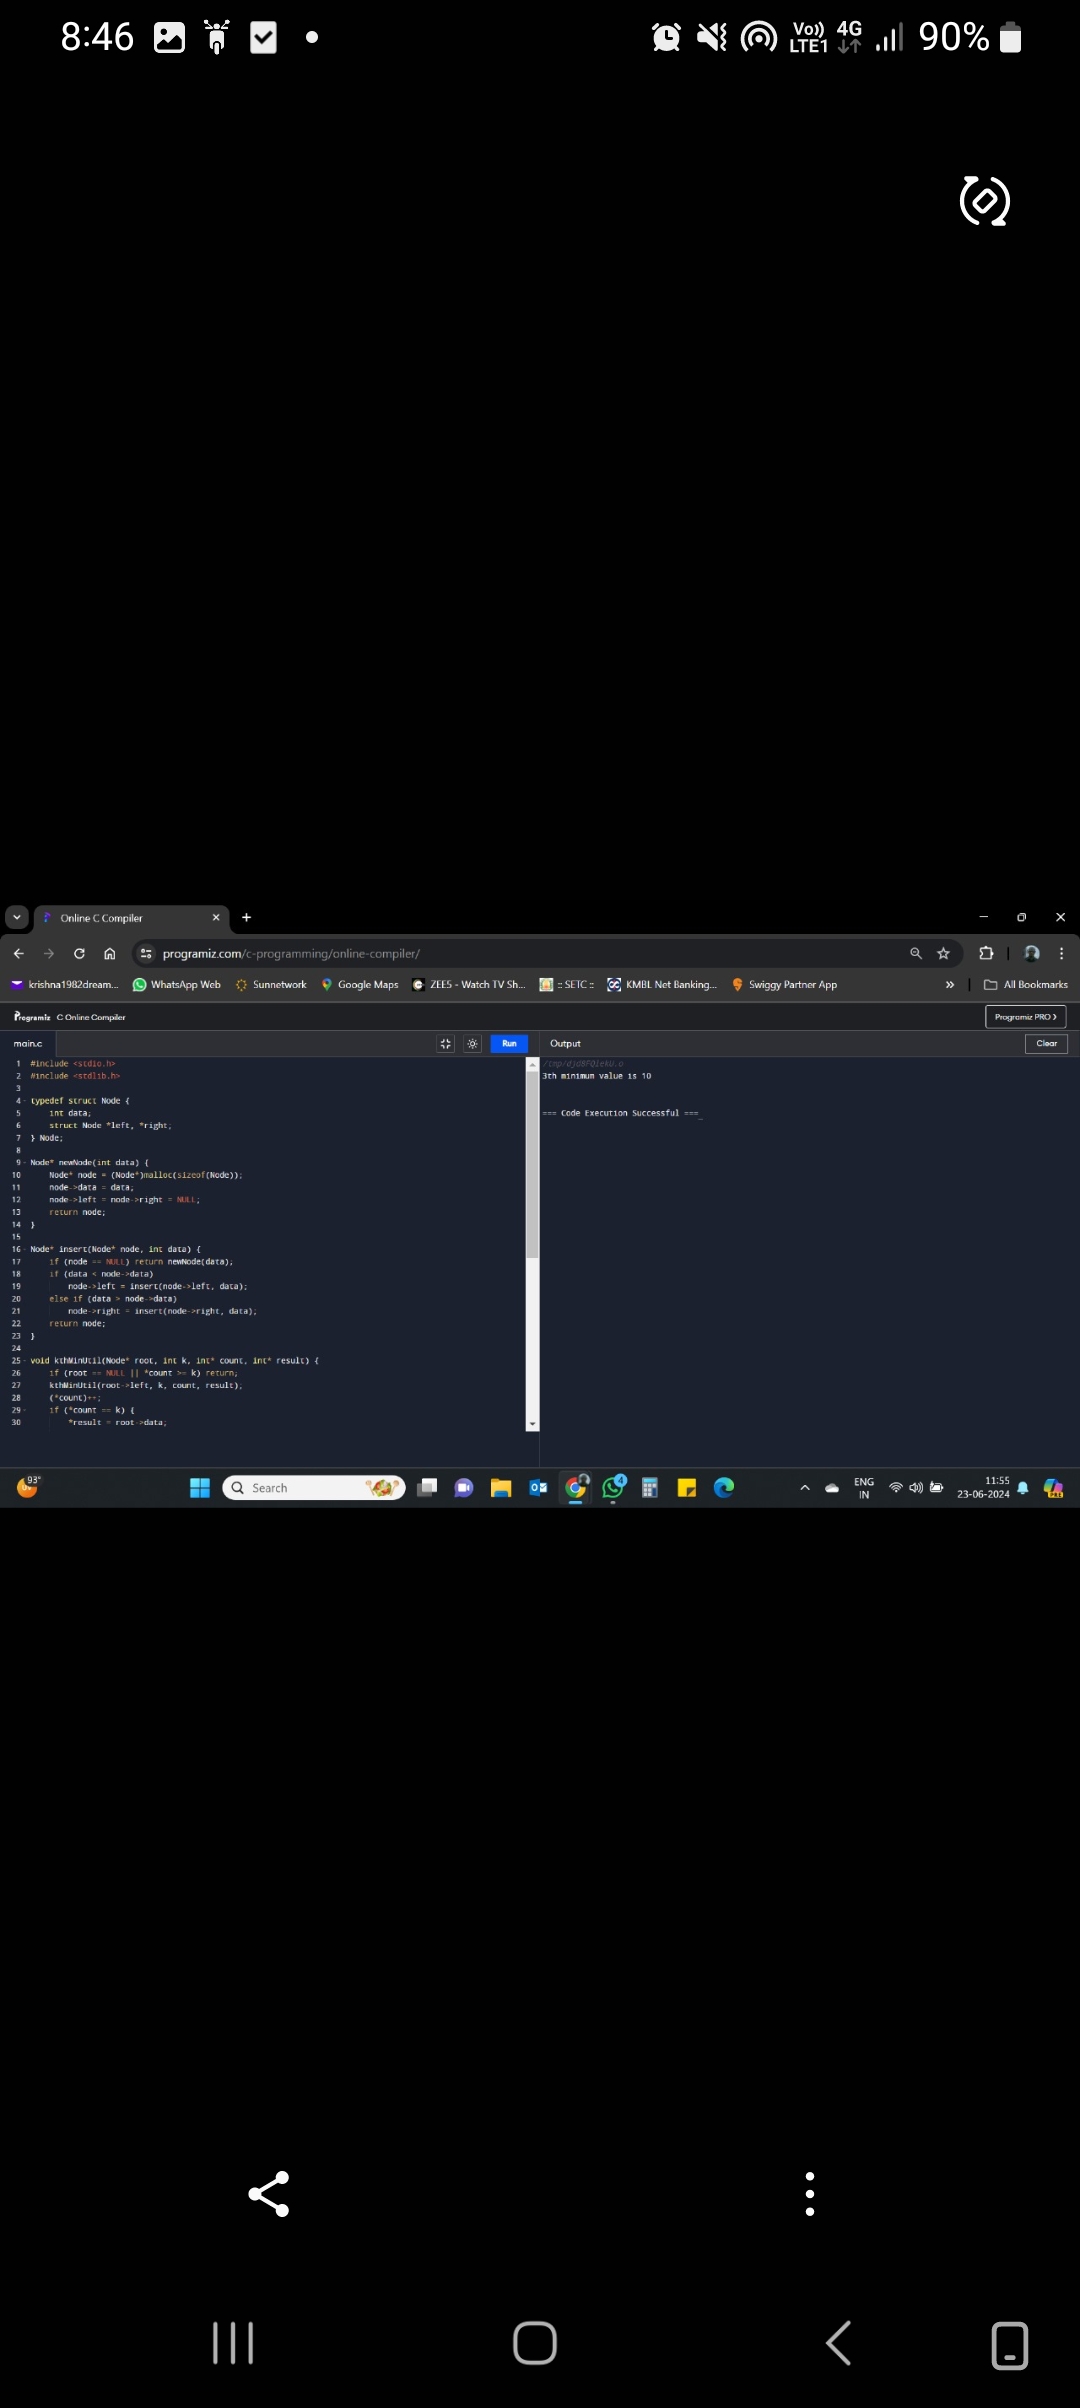 8:46
Vo)) LTE1 4G 90%
Online C Compiler
programiz.com/c-programming/online-compiler/
krishna1982dream... WhatsApp Web Sunnetwork Google Maps ZEE5 - Watch TV Sh... :: SETC :: KMBL Net Banking... Swiggy Partner App » All Bookmarks
Programiz C Online Compiler Programiz PRO
main.c Run Output Clear
1 #include <stdio.h>
2 #include <stdlib.h>
3
4 typedef struct Node {
5 int data;
6 struct Node *left, *right;
7 } Node;
8
9 Node* newNode(int data) {
10 Node* node = (Node*)malloc(sizeof(Node));
11 node->data = data;
12 node->left = node->right = NULL;
13 return node;
14 }
15
16 Node* insert(Node* node, int data) {
17 if (node == NULL) return newNode(data);
18 if (data < node->data)
19 node->left = insert(node->left, data);
20 else if (data > node->data)
21 node->right = insert(node->right, data);
22 return node;
23 }
24
25 void kthMinUtil(Node* root, int k, int* count, int* result) {
26 if (root == NULL || *count >= k) return;
27 kthMinUtil(root->left, k, count, result);
28 (*count)++;
29 if (*count == k) {
30 *result = root->data;
3th minimum value is 10
=== Code Execution Successful ===
93°
Search
4
ENG
IN
11:55
23-06-2024